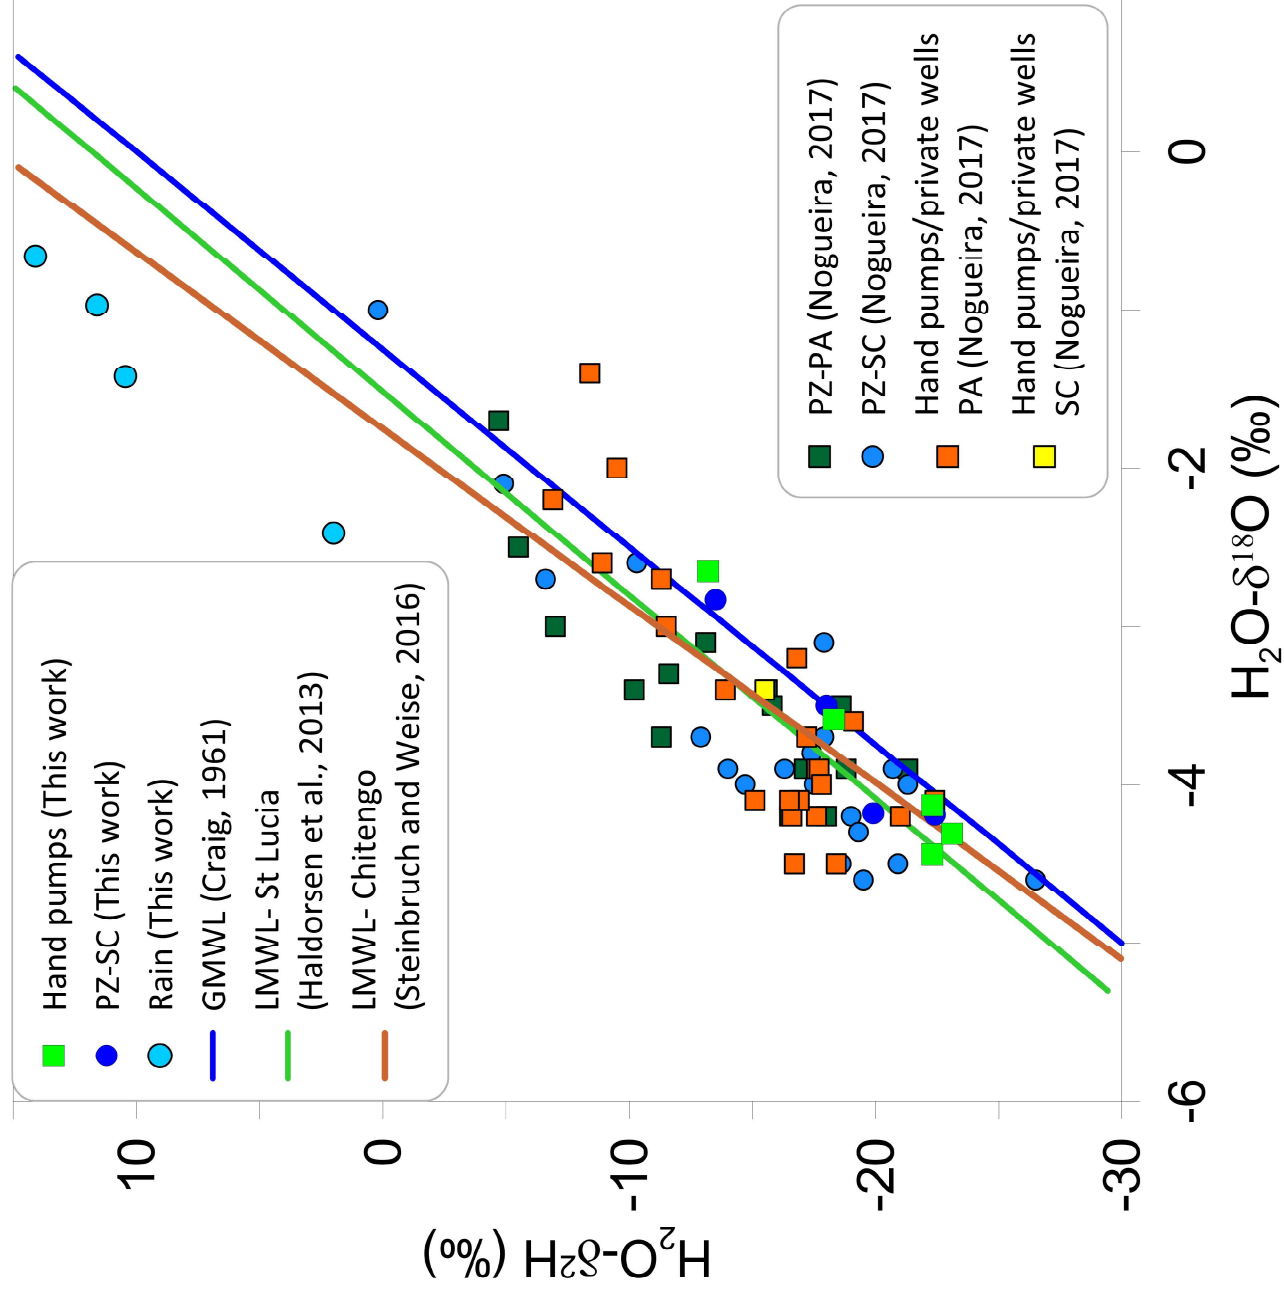 Hand pumps (This work)
PZ-SC (This work)
Rain (This work)
GMWL (Craig, 1961)
LMWL- St Lucia
(Haldorsen et al., 2013)
LMWL- Chitengo
(Steinbruch and Weise, 2016)
PZ-PA (Nogueira, 2017)
PZ-SC (Nogueira, 2017)
Hand pumps/private wells
PA (Nogueira, 2017)
Hand pumps/private wells
SC (Nogueira, 2017)
H₂O-δ²H (‰)
10
0
-10
-20
-30
-6
-4
-2
0
H₂O-δ¹⁸O (‰)